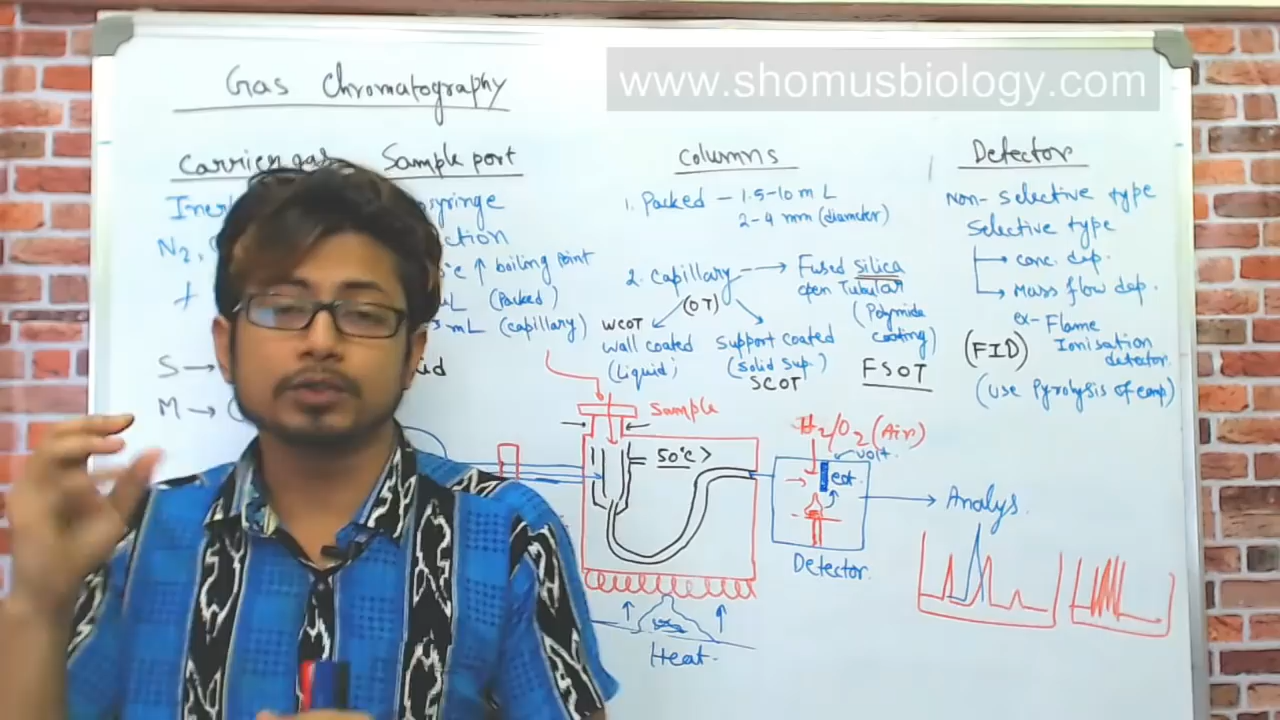 www.shomusbiology.com
Gas Chromatography
Carrier gas
Sample port
syringe
boiling point
(Packed)
mL (capillary)
S →
M →
Columns
1. Packed - 1.5-10 m L
2-4 mm (diameter)
2. Capillary → Fused silica
open Tubular
(OT)
(Polymide
coating)
FSOT
WCOT
Wall coated
(Liquid)
Support coated
(Solid sup.)
SCOT
Detector
Non-selective type
Selective type
→ conc. dep.
→ Mass flow dep.
ex- Flame
Ionisation
detector
(FID)
(use Pyrolysis of comp)
Sample
50°C >
H2/O2 (Air)
volt.
Detector.
Analys.
Heat.